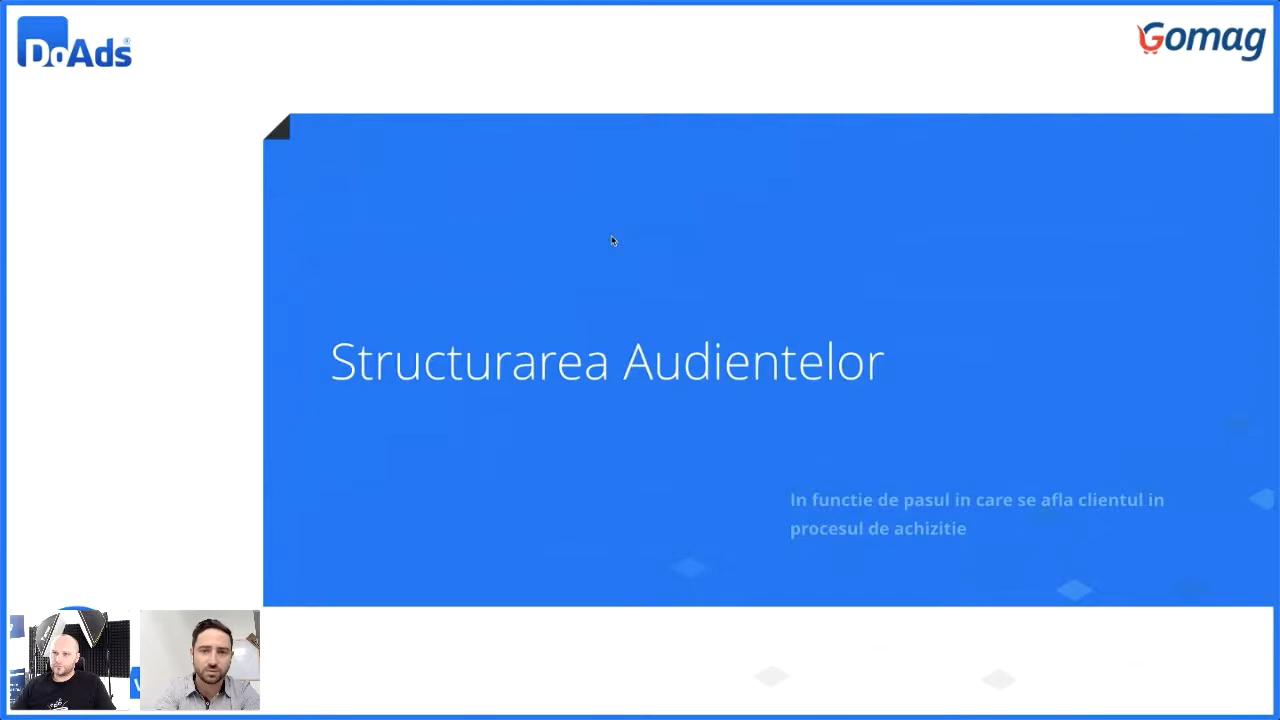 DoAds®
Gomag
Structurarea Audientelor
In functie de pasul in care se afla clientul in
procesul de achizitie